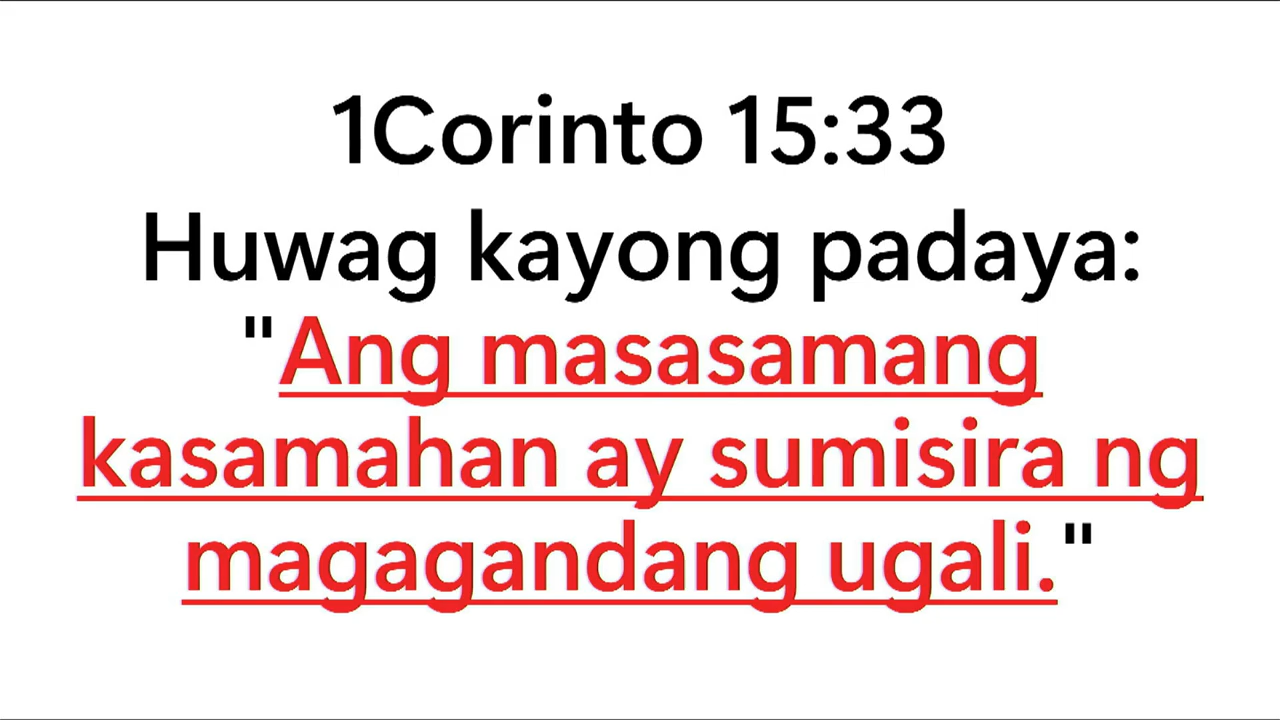 1Corinto 15:33
Huwag kayong padaya:
"Ang masasamang
kasamahan ay sumisira ng
magagandang ugali."